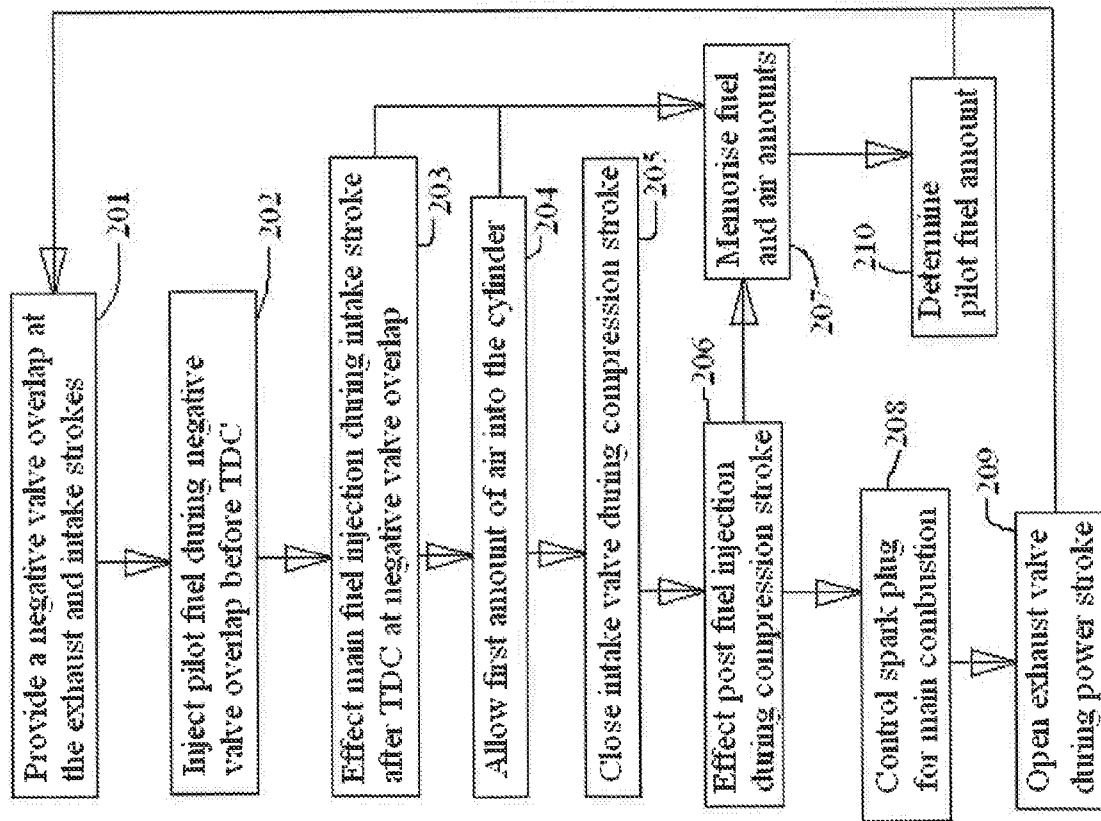 Provide a negative valve overlap at
the exhaust and intake strokes
201
Inject pilot fuel during negative
valve overlap before TDC
202
Effect main fuel injection during intake stroke
after TDC at negative valve overlap
203
Allow first amount of air into the cylinder
204
Close intake valve during compression stroke
205
Effect post fuel injection
during compression stroke
206
Memorise fuel
and air amounts
207
Control spark plug
for main combustion
208
Open exhaust valve
during power stroke
209
Determine
pilot fuel amount
210